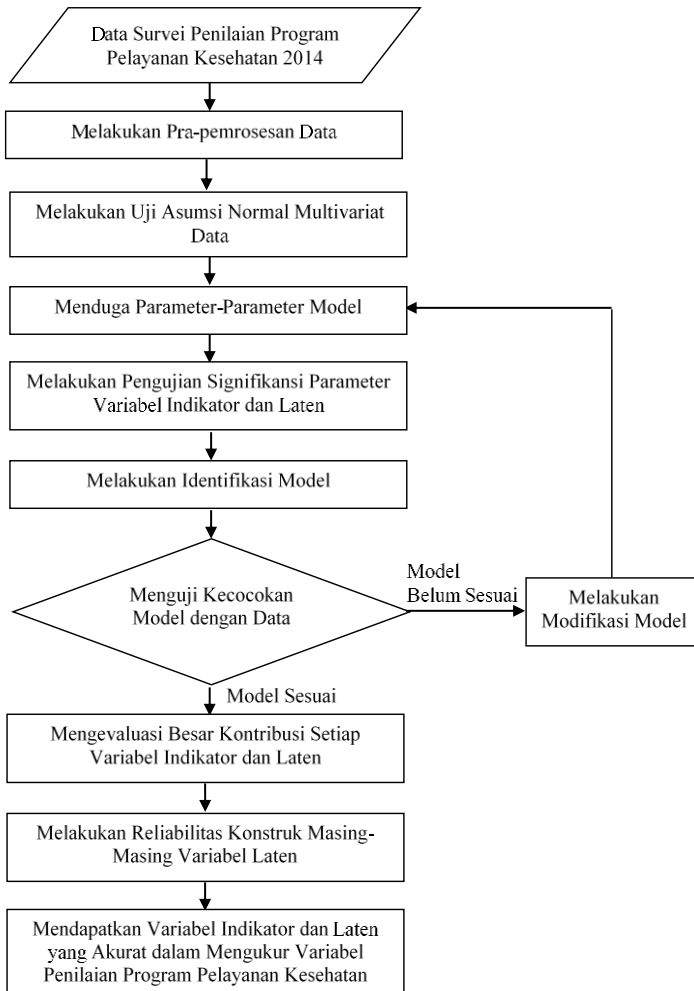 Data Survei Penilaian Program
Pelayanan Kesehatan 2014
Melakukan Pra-pemrosesan Data
Melakukan Uji Asumsi Normal Multivariat
Data
Menduga Parameter-Parameter Model
Melakukan Pengujian Signifikansi Parameter
Variabel Indikator dan Laten
Melakukan Identifikasi Model
Menguji Kecocokan
Model dengan Data
Model
Belum Sesuai
Melakukan
Modifikasi Model
Model Sesuai
Mengevaluasi Besar Kontribusi Setiap
Variabel Indikator dan Laten
Melakukan Reliabilitas Konstruk Masing-
Masing Variabel Laten
Mendapatkan Variabel Indikator dan Laten
yang Akurat dalam Mengukur Variabel
Penilaian Program Pelayanan Kesehatan